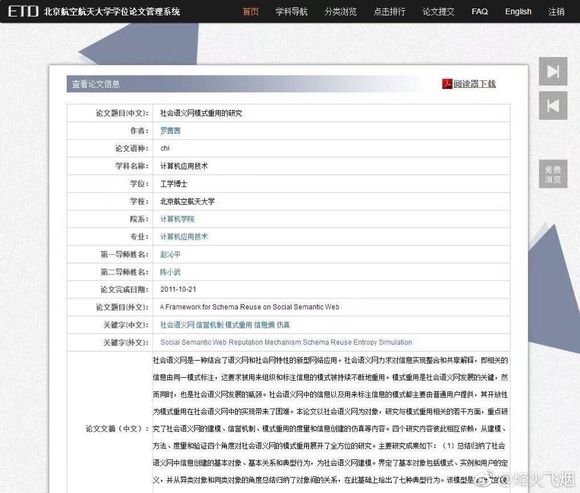 ETD 北京航空航天大学学位论文管理系统 首页 学科导航 分类浏览 点击排行 论文提交 FAQ English 注销
查看论文信息 阅读器下载
论文题目(中文): 社会语义网模式重用的研究
作者: 罗茜茜
论文语种: chi
学科名称: 计算机应用技术
学位: 工学博士
学校: 北京航空航天大学
院系: 计算机学院
专业: 计算机应用技术
第一导师姓名: 赵沁平
第二导师姓名: 陈小武
论文完成日期: 2011-10-21
论文题目(外文): A Framework for Schema Reuse on Social Semantic Web
关键字(中文): 社会语义网 信誉机制 模式重用 信息熵 仿真
关键字(外文): Social Semantic Web Reputation Mechanism Schema Reuse Entropy Simulation
论文文摘(中文):
社会语义网是一种结合了语义网和社会网特性的新型网络应用。社会语义网力求对信息实现整合和共享解释，即相关的
信息由同一模式标注，这要求被用来组织和标注信息的模式被持续不断地重用。模式重用是社会语义网发展的关键，然
而同时，也是社会语义网发展的瓶颈。社会语义网中的信息以及用来标注信息的模式都主要由普通用户提供，其开放性
为模式重用在社会语义网中的实现带来了困难。本论文以社会语义网为对象，研究与模式重用相关的若干方面，重点研
究了社会语义网的建模、信誉机制、模式重用的度量和信息创建的仿真等内容。四个研究内容彼此相互依赖，从建模、
方法、度量和验证四个角度对社会语义网的模式重用展开了全方位的研究。主要研究成果如下：（1）总结归纳了社会
语义网中信息创建的基本对象、基本关系和典型行为，为社会语义网建模。界定了基本对象包括模式、实例和用户的定
义，并从异类对象和同类对象的角度总结归纳了对象间的关系，在此基础上给出了七种典型行为。该模型是
免费
浏览
@烽火飞烟